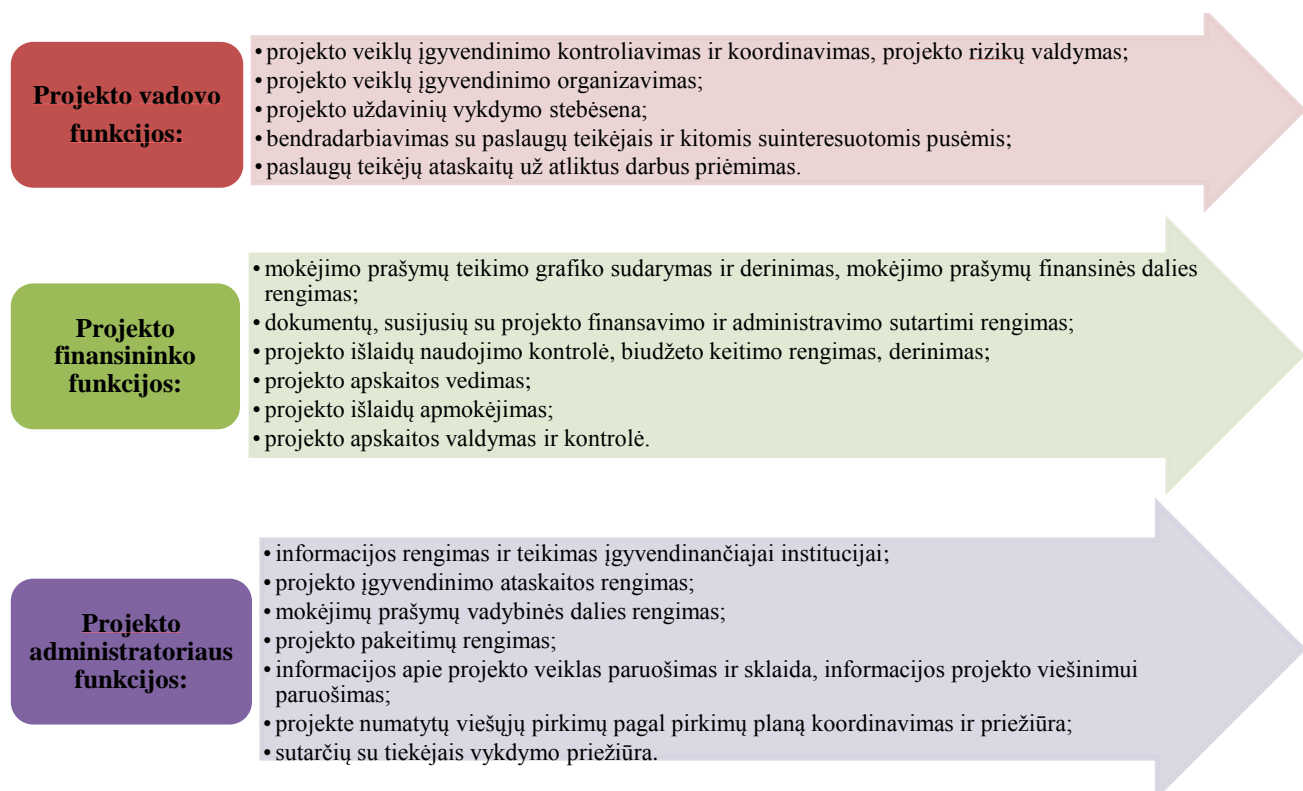 Projekto vadovo
funkcijos:
• projekto veiklų įgyvendinimo kontroliavimas ir koordinavimas, projekto rizikų valdymas;
• projekto veiklų įgyvendinimo organizavimas;
• projekto uždavinių vykdymo stebėsena;
• bendradarbiavimas su paslaugų teikėjais ir kitomis suinteresuotomis pusėmis;
• paslaugų teikėjų ataskaitų už atliktus darbus priėmimas.
Projekto
finansininko
funkcijos:
• mokėjimo prašymų teikimo grafiko sudarymas ir derinimas, mokėjimo prašymų finansinės dalies
rengimas;
• dokumentų, susijusių su projekto finansavimo ir administravimo sutartimi rengimas;
• projekto išlaidų naudojimo kontrolė, biudžeto keitimo rengimas, derinimas;
• projekto apskaitos vedimas;
• projekto išlaidų apmokėjimas;
• projekto apskaitos valdymas ir kontrolė.
Projekto
administratoriaus
funkcijos:
• informacijos rengimas ir teikimas įgyvendinančiajai institucijai;
• projekto įgyvendinimo ataskaitos rengimas;
• mokėjimų prašymų vadybinės dalies rengimas;
• projekto pakeitimų rengimas;
• informacijos apie projekto veiklas paruošimas ir sklaida, informacijos projekto viešinimui
paruošimas;
• projekte numatytų viešųjų pirkimų pagal pirkimų planą koordinavimas ir priežiūra;
• sutarčių su tiekėjais vykdymo priežiūra.